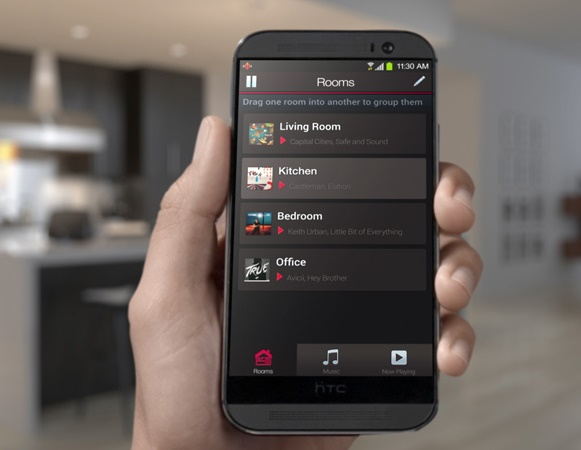 11:30 AM
Rooms
Drag one room into another to group them
Living Room
Capital Cities, Safe and Sound
Kitchen
Bedroom
Keith Urban, Little Bit of Everything
Office
TRUE
Avicii, Hey Brother
Rooms
Music
Now Playing
hTC